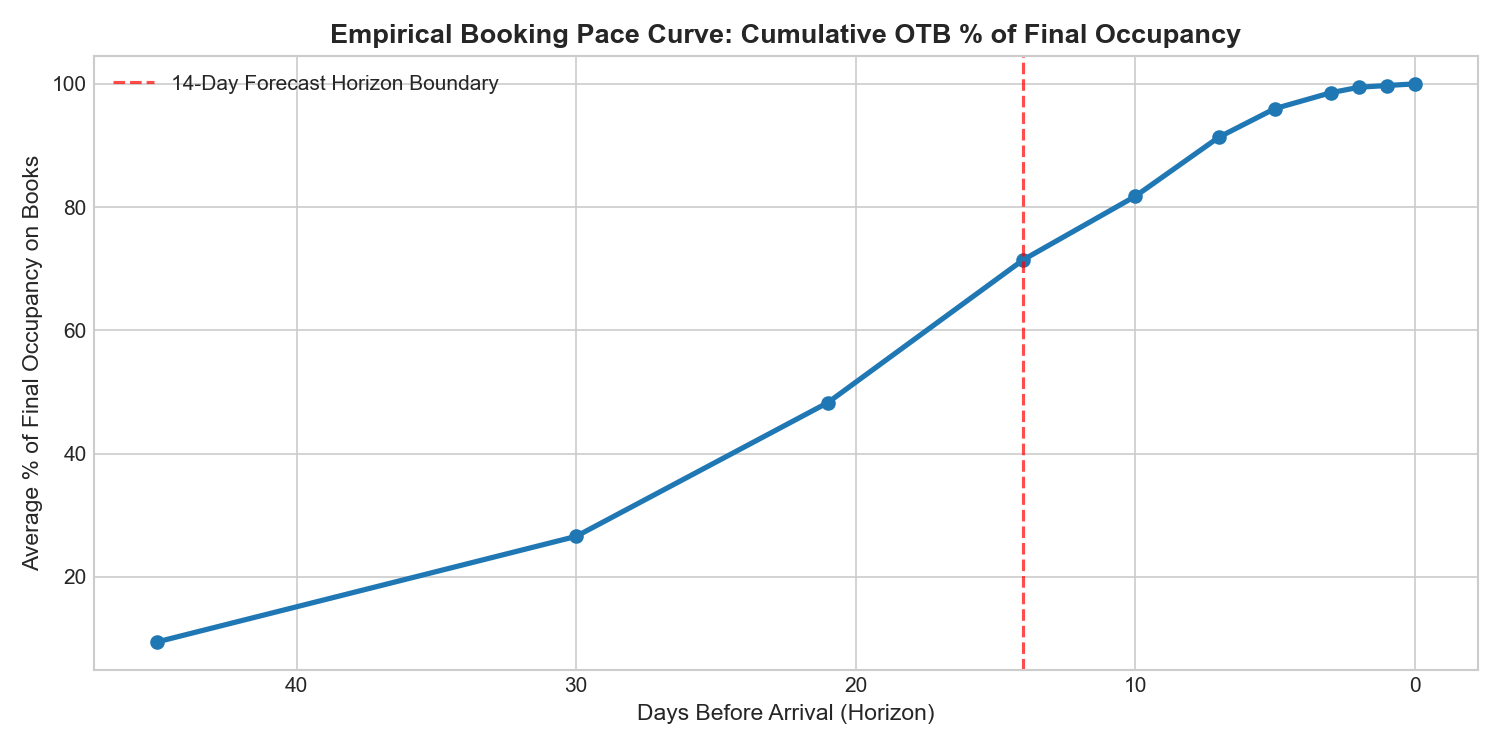 Empirical Booking Pace Curve: Cumulative OTB % of Final Occupancy
14-Day Forecast Horizon Boundary
Average % of Final Occupancy on Books
100
80
60
40
20
40 30 20 10 0
Days Before Arrival (Horizon)